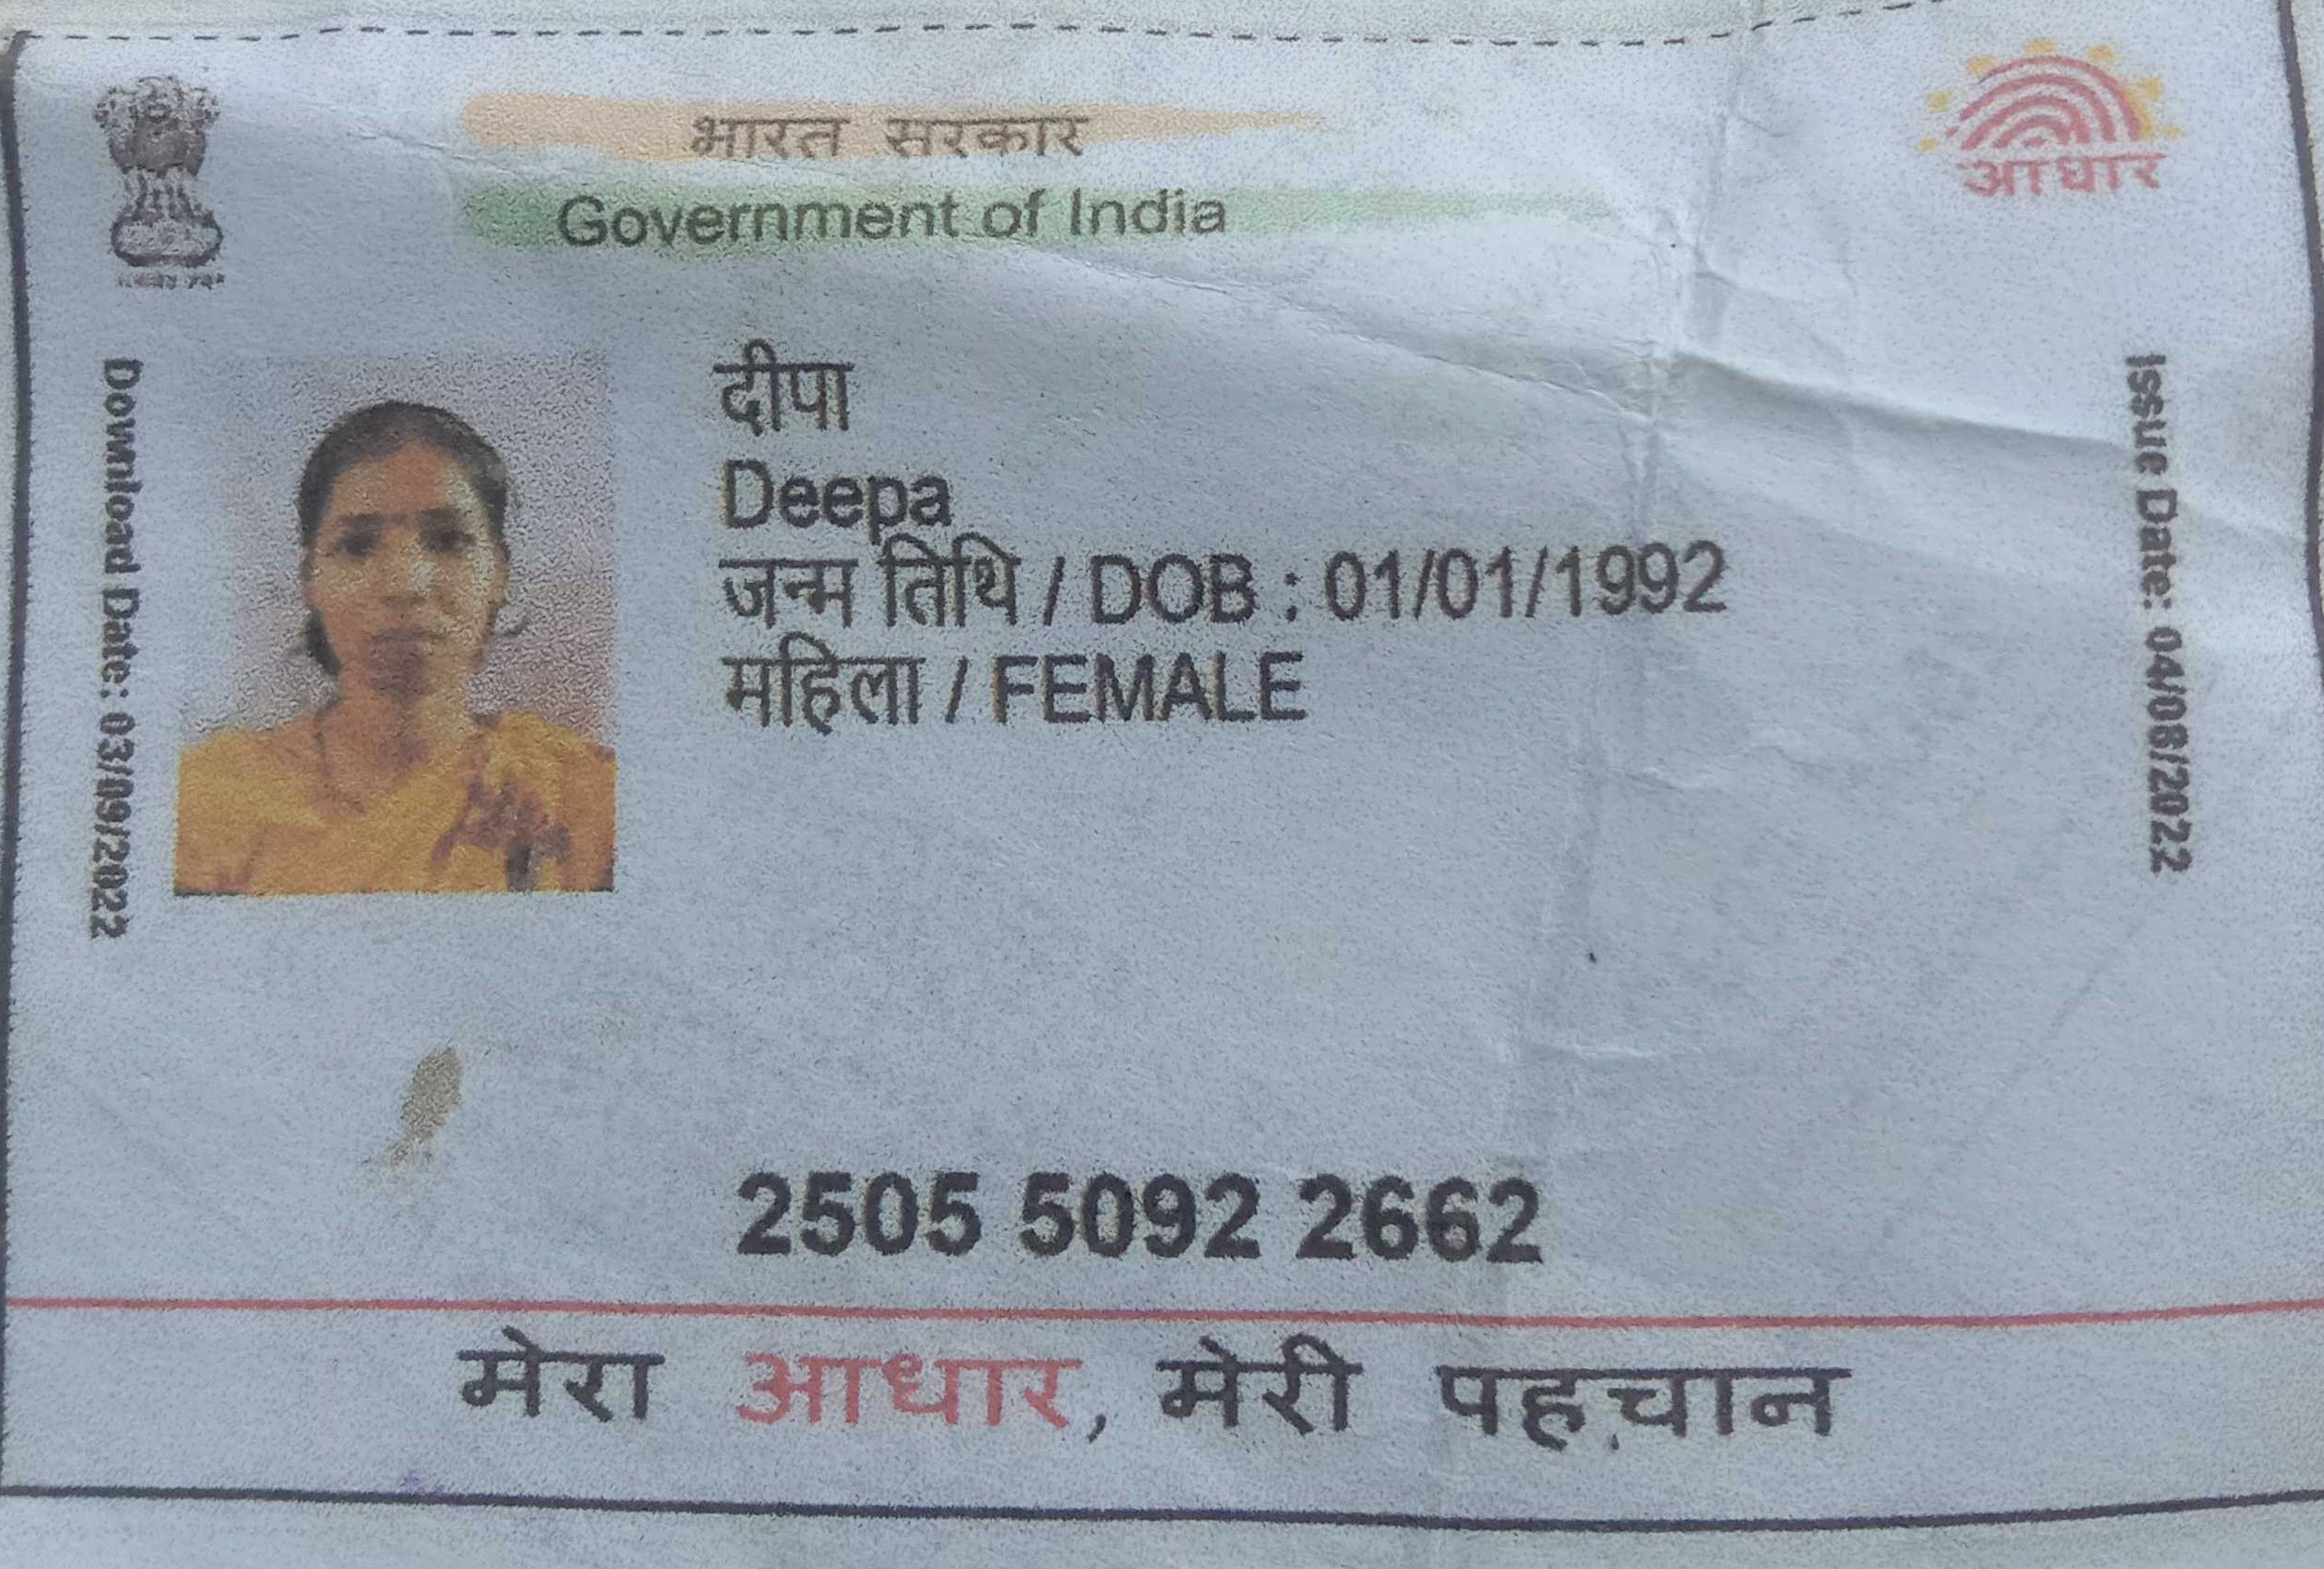 भारत सरकार
Government of India
आधार
Download Date: 03/09/2022
दीपा
Deepa
जन्म तिथि / DOB : 01/01/1992
महिला / FEMALE
Issue Date: 04/08/2022
2505 5092 2662
मेरा आधार, मेरी पहचान